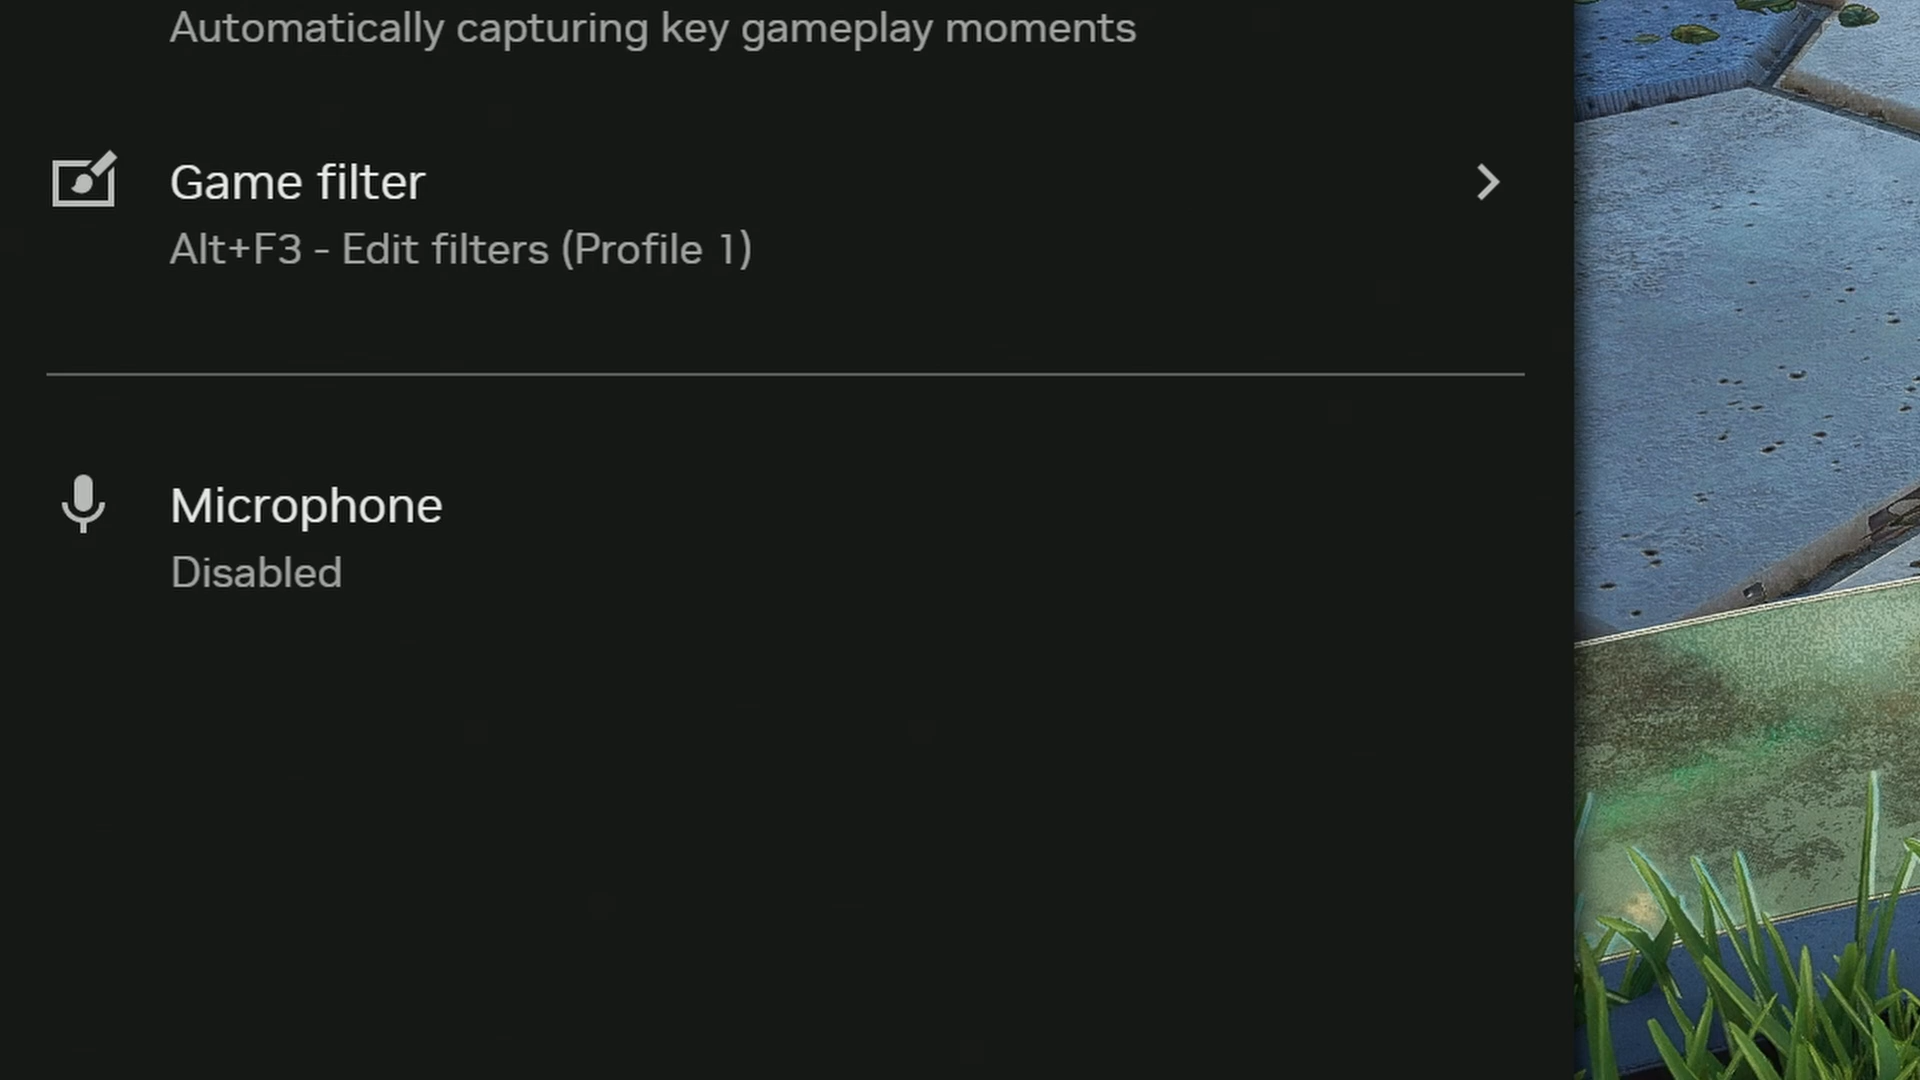 Automatically capturing key gameplay moments
Game filter
Alt+F3 - Edit filters (Profile 1)
Microphone
Disabled